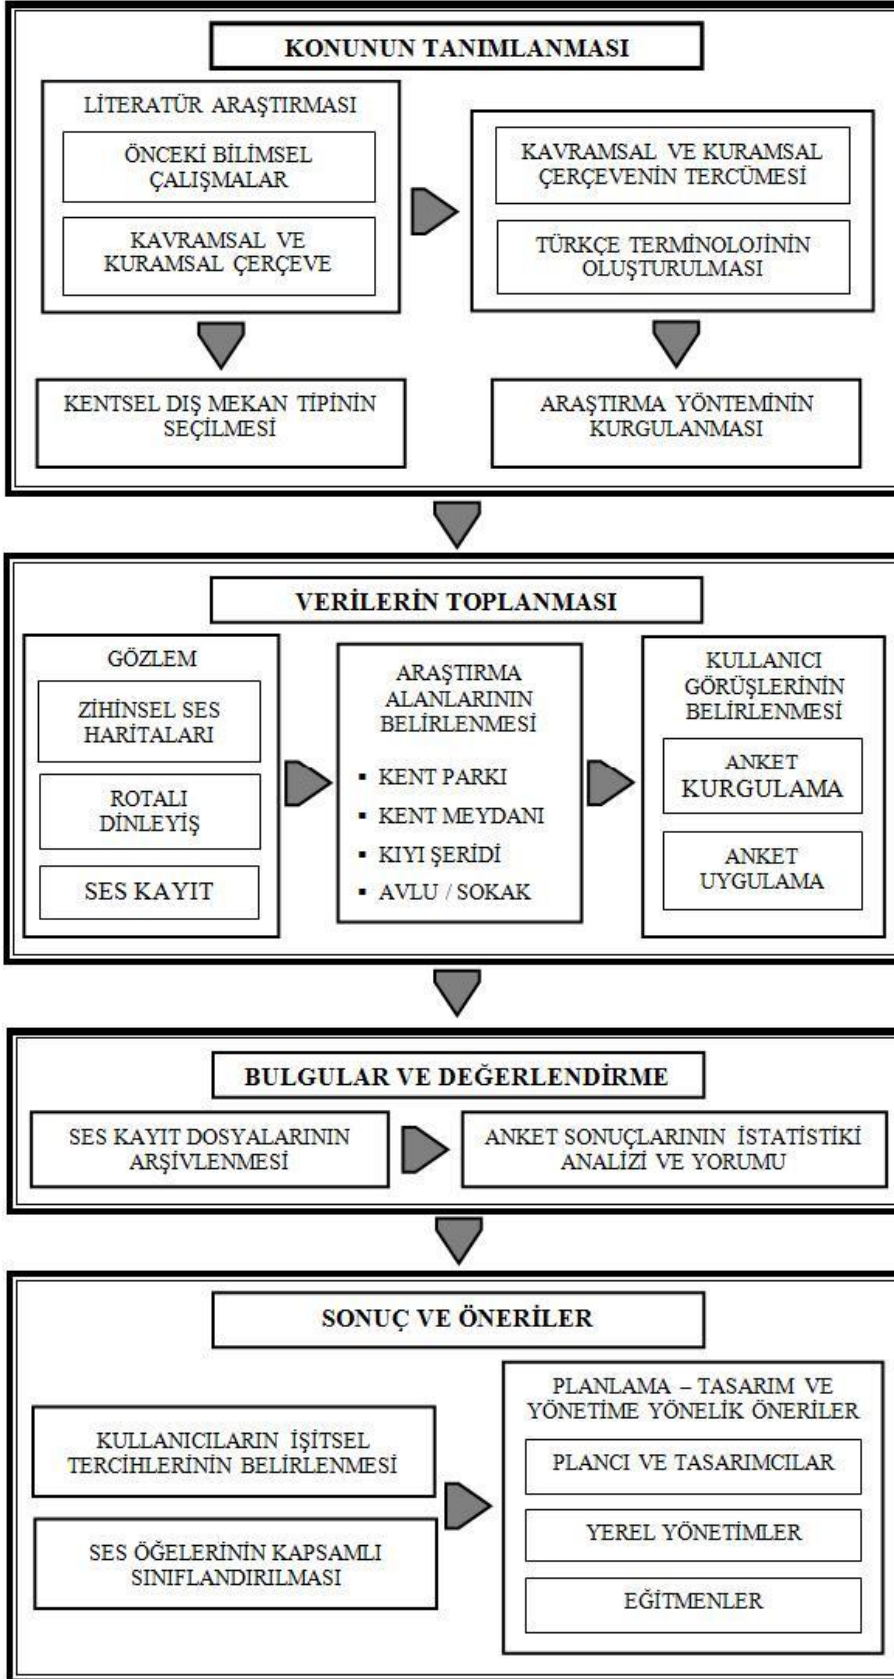 KONUNUN TANIMLANMASI
LİTERATÜR ARAŞTIRMASI
ÖNCEKİ BİLİMSEL
ÇALIŞMALAR
KAVRAMSAL VE
KURAMSAL ÇERÇEVE
KAVRAMSAL VE KURAMSAL
ÇERÇEVENİN TERCÜMESİ
TÜRKÇE TERMİNOLOJİNİN
OLUŞTURULMASI
KENTSEL DIŞ MEKAN TİPİNİN
SEÇİLMESİ
ARAŞTIRMA YÖNTEMİNİN
KURGULANMASI
VERİLERİN TOPLANMASI
GÖZLEM
ZİHİNSEL SES
HARİTALARI
ROTALI
DİNLEYİŞ
SES KAYIT
ARAŞTIRMA
ALANLARININ
BELİRLENMESİ
▪ KENT PARKI
▪ KENT MEYDANI
▪ KIYI ŞERİDİ
▪ AVLU / SOKAK
KULLANICI
GÖRÜŞLERİNİN
BELİRLENMESİ
ANKET
KURGULAMA
ANKET
UYGULAMA
BULGULAR VE DEĞERLENDİRME
SES KAYIT DOSYALARININ
ARŞİVLENMESİ
ANKET SONUÇLARININ İSTATİSTİKİ
ANALİZİ VE YORUMU
SONUÇ VE ÖNERİLER
KULLANICILARIN İŞİTSEL
TERCİHLERİNİN BELİRLENMESİ
SES ÖĞELERİNİN KAPSAMLI
SINIFLANDIRILMASI
PLANLAMA – TASARIM VE
YÖNETİME YÖNELİK ÖNERİLER
PLANCI VE TASARIMCILAR
YEREL YÖNETİMLER
EĞİTMENLER